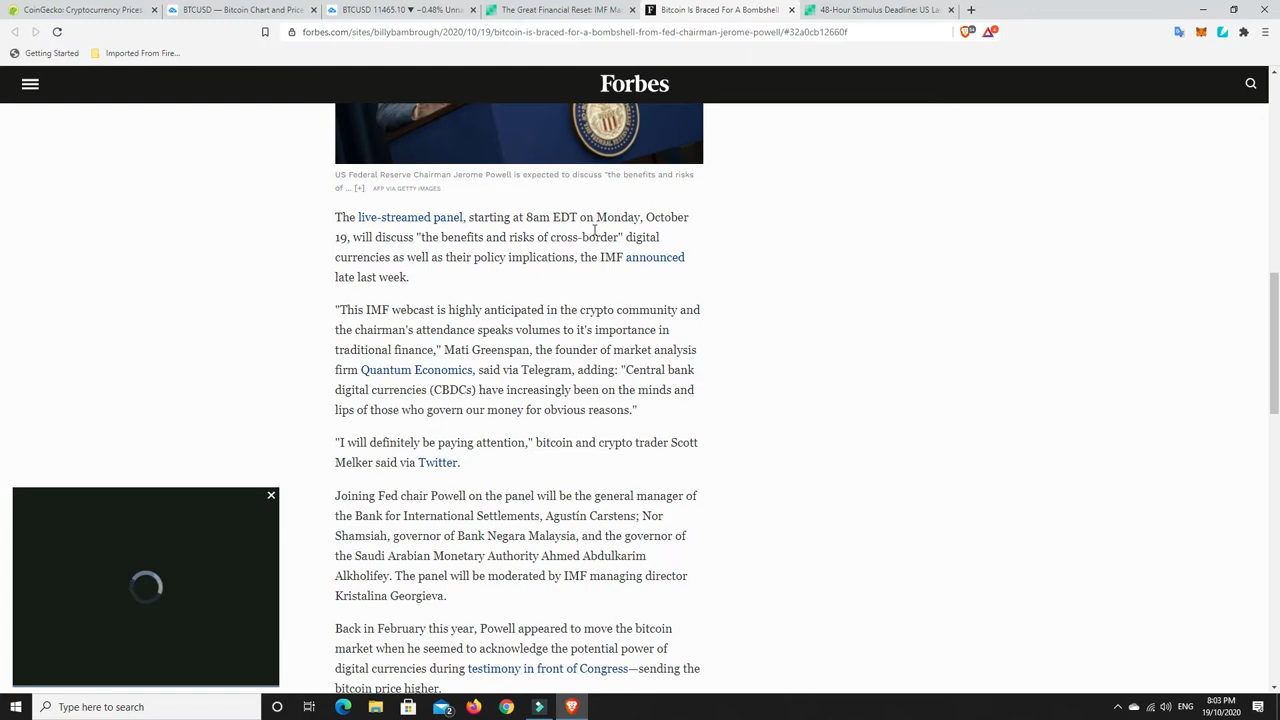 CoinGecko: Cryptocurrency Prices
BTCUSD — Bitcoin Chart and Price
BTCUSD 11465.10 ▼ −0.48% Unna
The Great Financial Reset: IMF Ma
Bitcoin Is Braced For A Bombshell
48-Hour Stimulus Deadline: US La
forbes.com/sites/billybambrough/2020/10/19/bitcoin-is-braced-for-a-bombshell-from-fed-chairman-jerome-powell/#32a0cb12660f
Getting Started
Imported From Fire...
Forbes
US Federal Reserve Chairman Jerome Powell is expected to discuss "the benefits and risks
of ... [+] AFP VIA GETTY IMAGES
The live-streamed panel, starting at 8am EDT on Monday, October
19, will discuss "the benefits and risks of cross-border" digital
currencies as well as their policy implications, the IMF announced
late last week.
"This IMF webcast is highly anticipated in the crypto community and
the chairman's attendance speaks volumes to it's importance in
traditional finance," Mati Greenspan, the founder of market analysis
firm Quantum Economics, said via Telegram, adding: "Central bank
digital currencies (CBDCs) have increasingly been on the minds and
lips of those who govern our money for obvious reasons."
"I will definitely be paying attention," bitcoin and crypto trader Scott
Melker said via Twitter.
Joining Fed chair Powell on the panel will be the general manager of
the Bank for International Settlements, Agustín Carstens; Nor
Shamsiah, governor of Bank Negara Malaysia, and the governor of
the Saudi Arabian Monetary Authority Ahmed Abdulkarim
Alkholifey. The panel will be moderated by IMF managing director
Kristalina Georgieva.
Back in February this year, Powell appeared to move the bitcoin
market when he seemed to acknowledge the potential power of
digital currencies during testimony in front of Congress—sending the
bitcoin price higher.
Type here to search
2
ENG
8:03 PM
19/10/2020